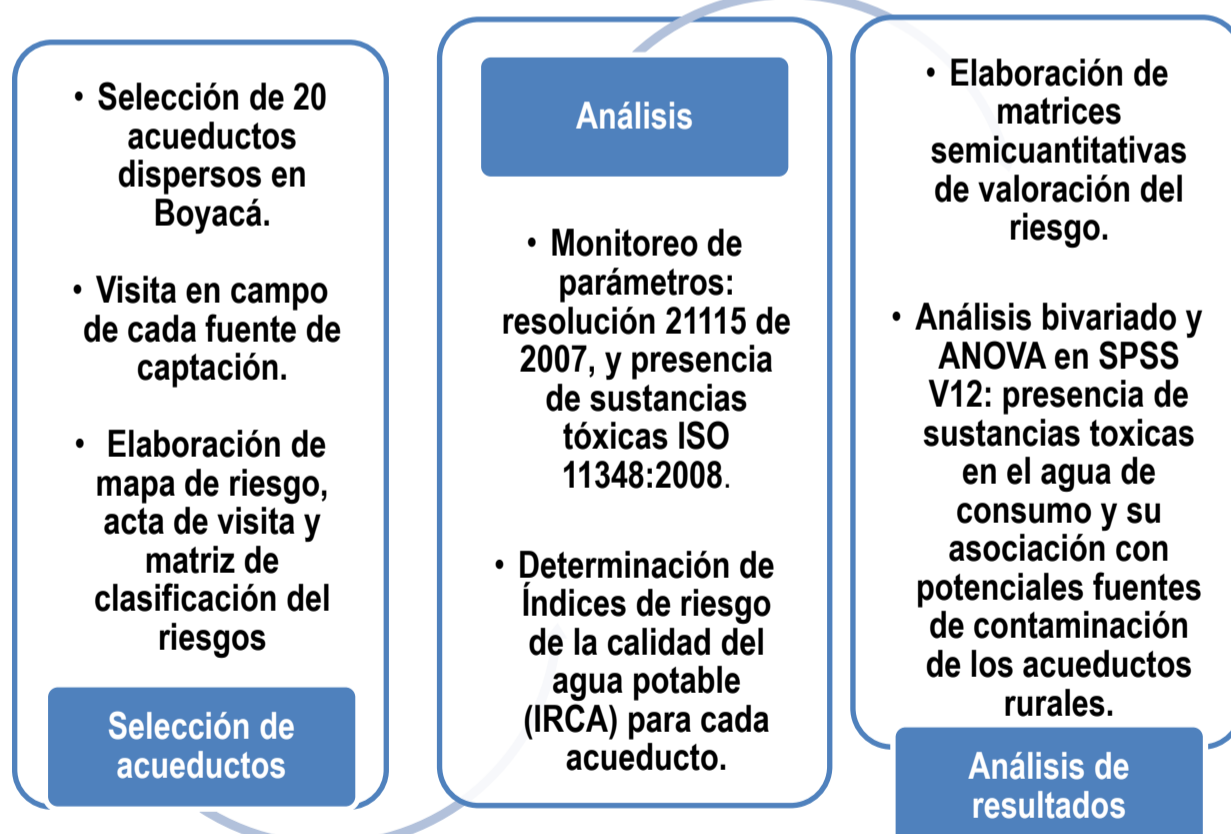 • Selección de 20
acueductos
dispersos en
Boyacá.
• Visita en campo
de cada fuente de
captación.
• Elaboración de
mapa de riesgo,
acta de visita y
matriz de
clasificación del
riesgos
Selección de
acueductos
Análisis
• Monitoreo de
parámetros:
resolución 21115 de
2007, y presencia
de sustancias
tóxicas ISO
11348:2008.
• Determinación de
Índices de riesgo
de la calidad del
agua potable
(IRCA) para cada
acueducto.
• Elaboración de
matrices
semicuantitativas
de valoración del
riesgo.
• Análisis bivariado y
ANOVA en SPSS
V12: presencia de
sustancias toxicas
en el agua de
consumo y su
asociación con
potenciales fuentes
de contaminación
de los acueductos
rurales.
Análisis de
resultados